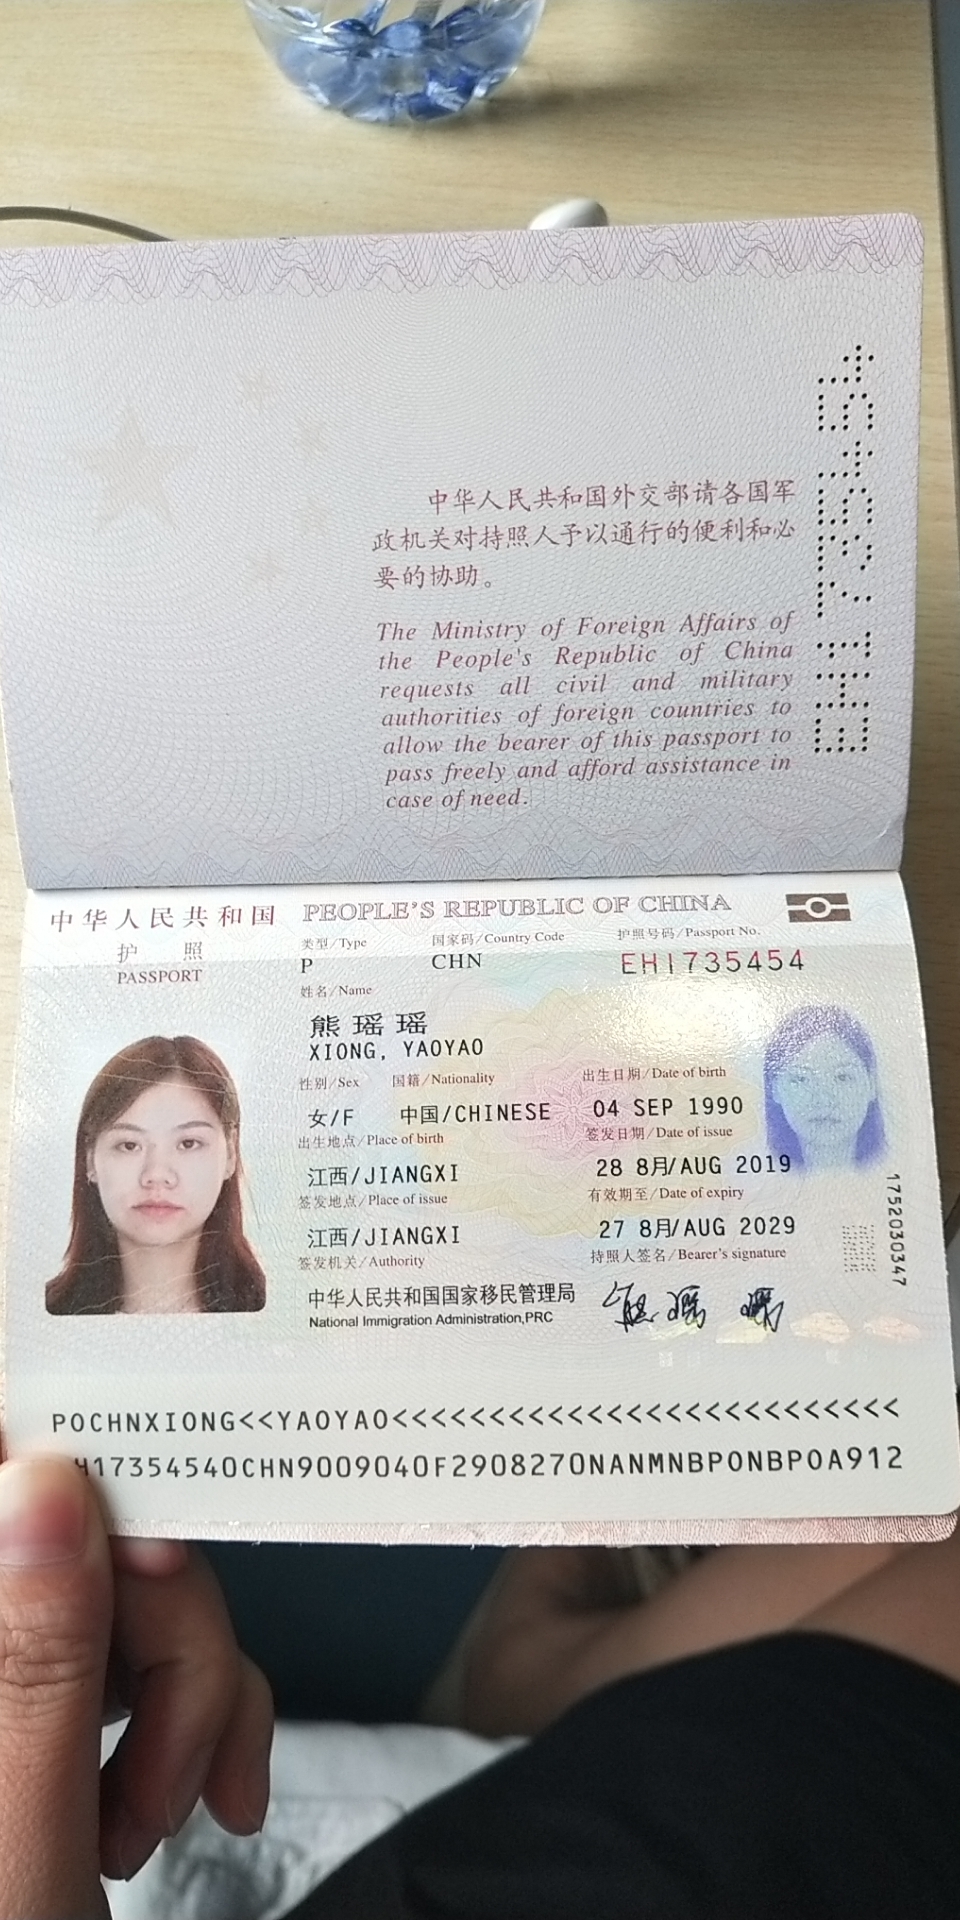 中华人民共和国外交部请各国军
政机关对持照人予以通行的便利和必
要的协助。
The Ministry of Foreign Affairs of
the People's Republic of China
requests all civil and military
authorities of foreign countries to
allow the bearer of this passport to
pass freely and afford assistance in
case of need.
EH1735454
中华人民共和国 PEOPLE'S REPUBLIC OF CHINA
护 照
PASSPORT
类型/Type 国家码/Country Code 护照号码/Passport No.
P CHN EH1735454
姓名/Name
熊瑶瑶
XIONG, YAOYAO
性别/Sex 国籍/Nationality 出生日期/Date of birth
女/F 中国/CHINESE 04 SEP 1990
出生地点/Place of birth 签发日期/Date of issue
江西/JIANGXI 28 8月/AUG 2019
签发地点/Place of issue 有效期至/Date of expiry
江西/JIANGXI 27 8月/AUG 2029
签发机关/Authority 持照人签名/Bearer's signature
中华人民共和国国家移民管理局
National Immigration Administration,PRC
熊瑶瑶
1752030347
POCHNXIONG<<YAOYAO<<<<<<<<<<<<<<<<<<<<<<<<<<
H17354540CHN9009040F2908270NANMNBPONBPOA912